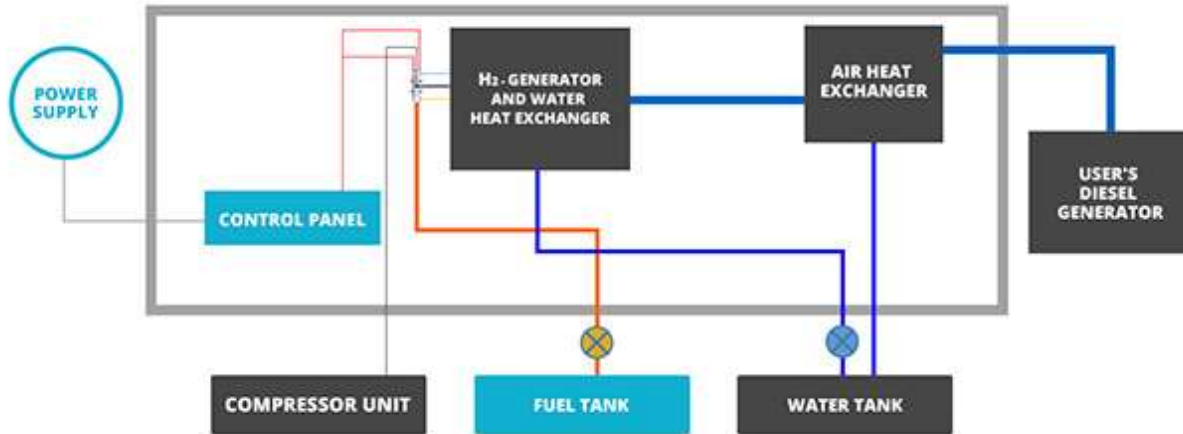 POWER
SUPPLY
H₂ - GENERATOR
AND WATER
HEAT EXCHANGER
AIR HEAT
EXCHANGER
USER'S
DIESEL
GENERATOR
CONTROL PANEL
COMPRESSOR UNIT
FUEL TANK
WATER TANK